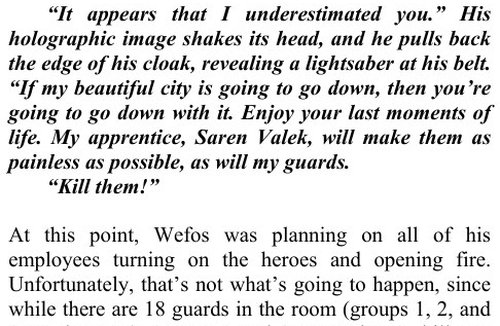 “It appears that I underestimated you.” His
holographic image shakes its head, and he pulls back
the edge of his cloak, revealing a lightsaber at his belt.
“If my beautiful city is going to go down, then you’re
going to go down with it. Enjoy your last moments of
life. My apprentice, Saren Valek, will make them as
painless as possible, as will my guards.
“Kill them!”
At this point, Wefos was planning on all of his
employees turning on the heroes and opening fire.
Unfortunately, that’s not what’s going to happen, since
while there are 18 guards in the room (groups 1, 2, and